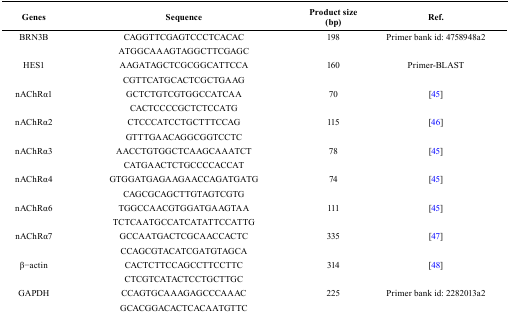 Genes Sequence Product size (bp) Ref.
BRN3B CAGGTTCGAGTCCCTCACAC 198 Primer bank id: 4758948a2
ATGGCAAAGTAGGCTTCGAGC
HES1 AAGATAGCTCGCGGCATTCCA 160 Primer-BLAST
CGTTCATGCACTCGCTGAAG
nAChRα1 GCTCTGTCGTGGCCATCAA 70 [45]
CACTCCCCGCTCTCCATG
nAChRα2 CTCCCATCCTGCTTTCCAG 115 [46]
GTTTGAACAGGCGGTCCTC
nAChRα3 AACCTGTGGCTCAAGCAAATCT 78 [45]
CATGAACTCTGCCCCACCAT
nAChRα4 GTGGATGAGAAGAACCAGATGATG 74 [45]
CAGCGCAGCTTGTAGTCGTG
nAChRα6 TGGCCAACGTGGATGAAGTAA 111 [45]
TCTCAATGCCATCATATTCCATTG
nAChRα7 GCCAATGACTCGCAACCACTC 335 [47]
CCAGCGTACATCGATGTAGCA
β−actin CACTCTTCCAGCCTTCCTTC 314 [48]
CTCGTCATACTCCTGCTTGC
GAPDH CCAGTGCAAAGAGCCCAAAC 225 Primer bank id: 2282013a2
GCACGGACACTCACAATGTTC